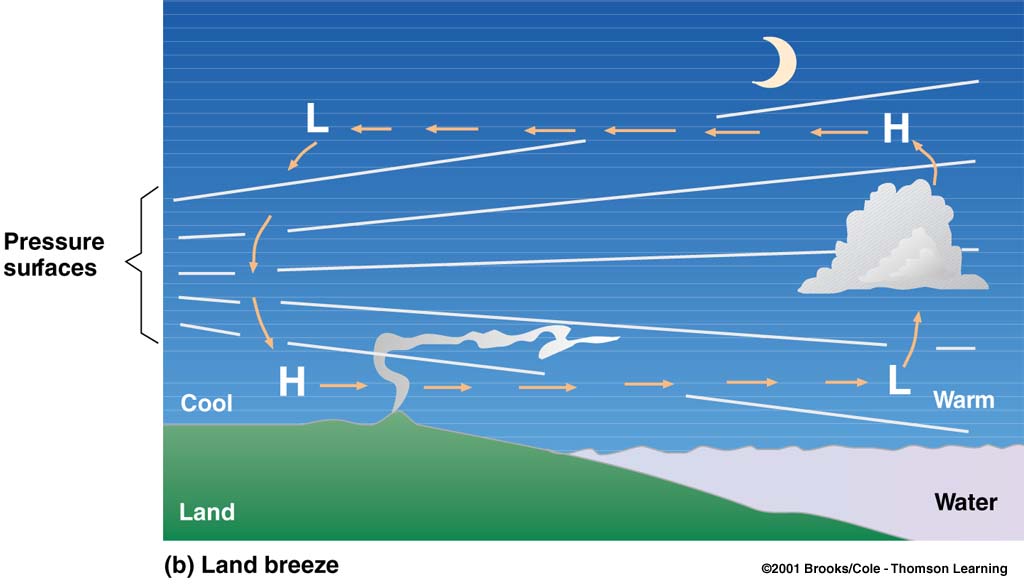 L
H
Pressure
surfaces
H
L
Cool
Warm
Land
Water
(b) Land breeze
©2001 Brooks/Cole - Thomson Learning